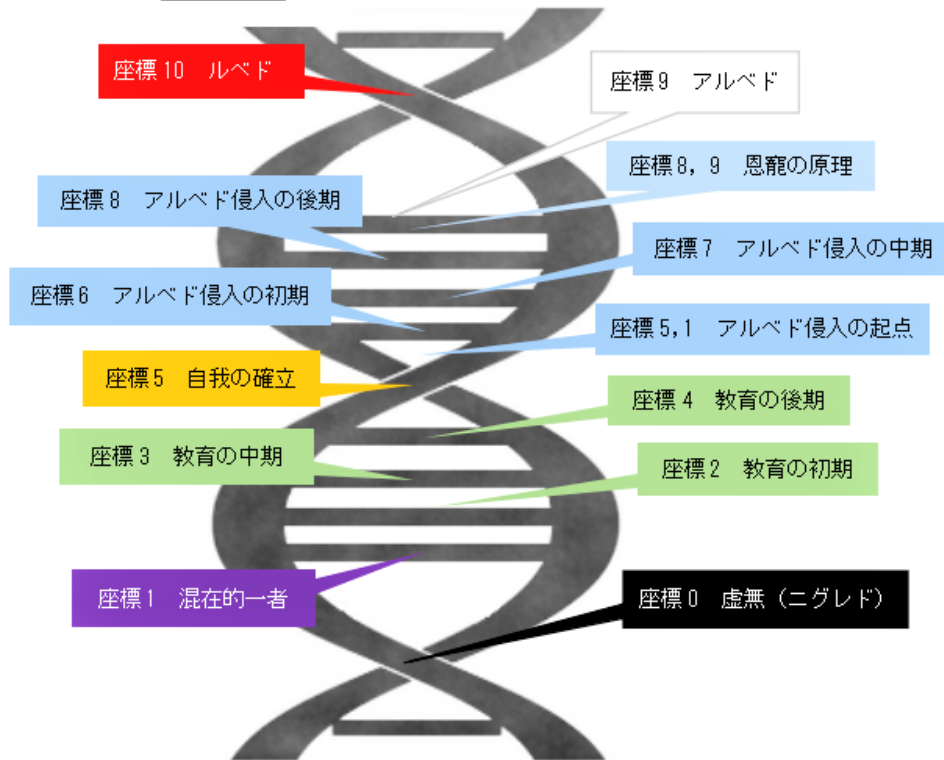 座標10　ルベド
座標9　アルベド
座標8,9　恩寵の原理
座標8　アルベド侵入の後期
座標7　アルベド侵入の中期
座標6　アルベド侵入の初期
座標5,1　アルベド侵入の起点
座標5　自我の確立
座標4　教育の後期
座標3　教育の中期
座標2　教育の初期
座標1　混在的一者
座標0　虚無（ニグレド）